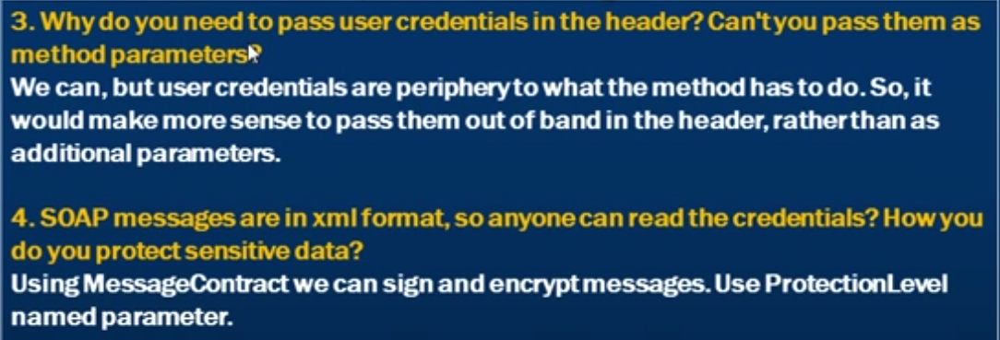 3. Why do you need to pass user credentials in the header? Can't you pass them as
method parameters?
We can, but user credentials are periphery to what the method has to do. So, it
would make more sense to pass them out of band in the header, rather than as
additional parameters.
4. SOAP messages are in xml format, so anyone can read the credentials? How you
do you protect sensitive data?
Using MessageContract we can sign and encrypt messages. Use ProtectionLevel
named parameter.